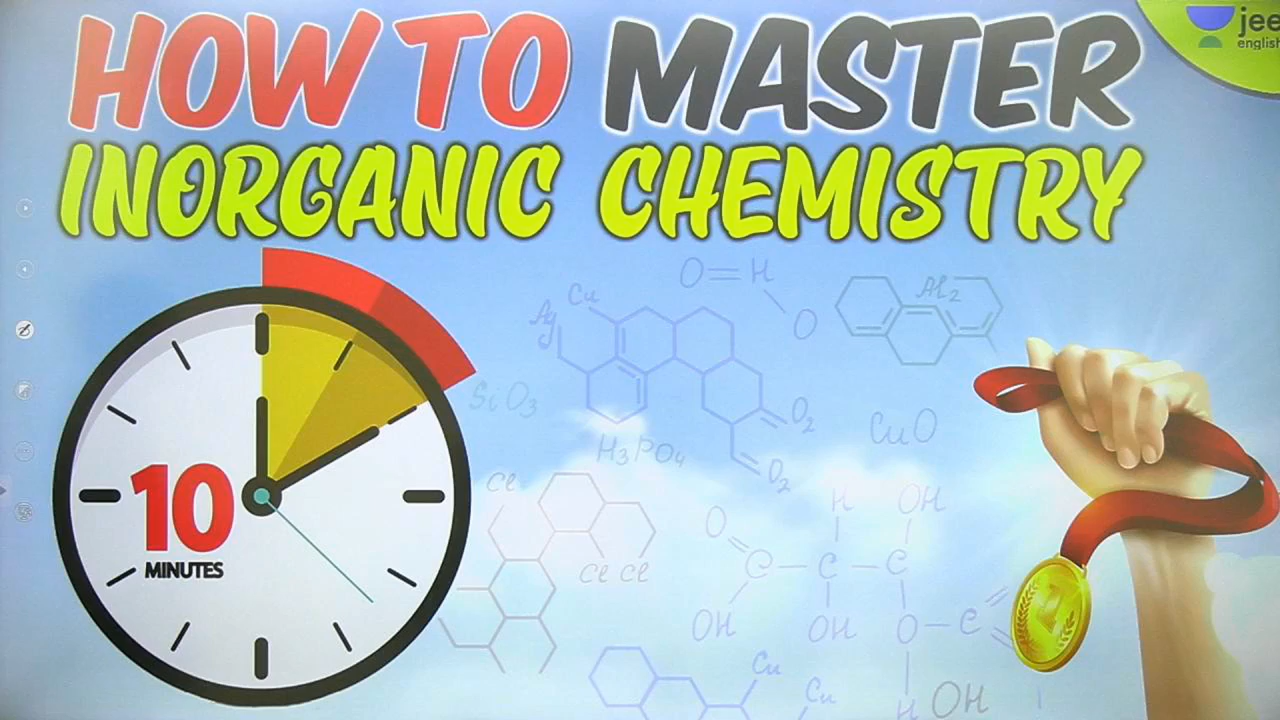 HOW TO MASTER
INORGANIC CHEMISTRY
jee
english
10
MINUTES
O=H
O
Cu
Ag
Al2
SiO3
O2
CuO
H3PO4
O2
Cl
Cl Cl
H
OH
O
C—C—C
OH
OH
O—C
Cu
Cu
H
OH